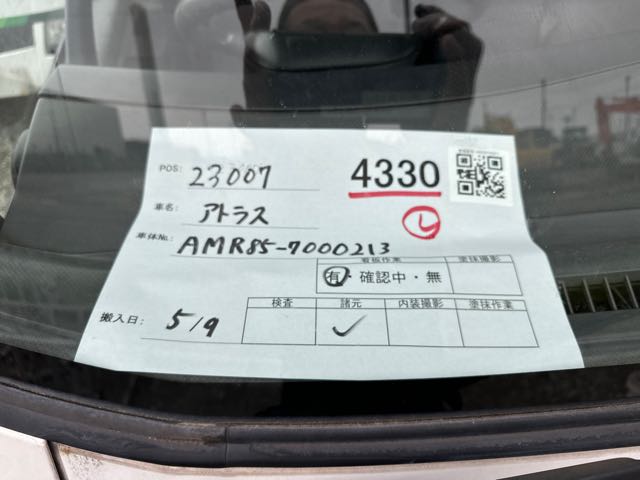 POS: 23007 4330
車名: アトラス し
車体No. AMR85-7000213
看板作業 塗抹撮影
有・確認中・無
検査 諸元 内装撮影 塗抹作業
搬入日: 5/9 ✓